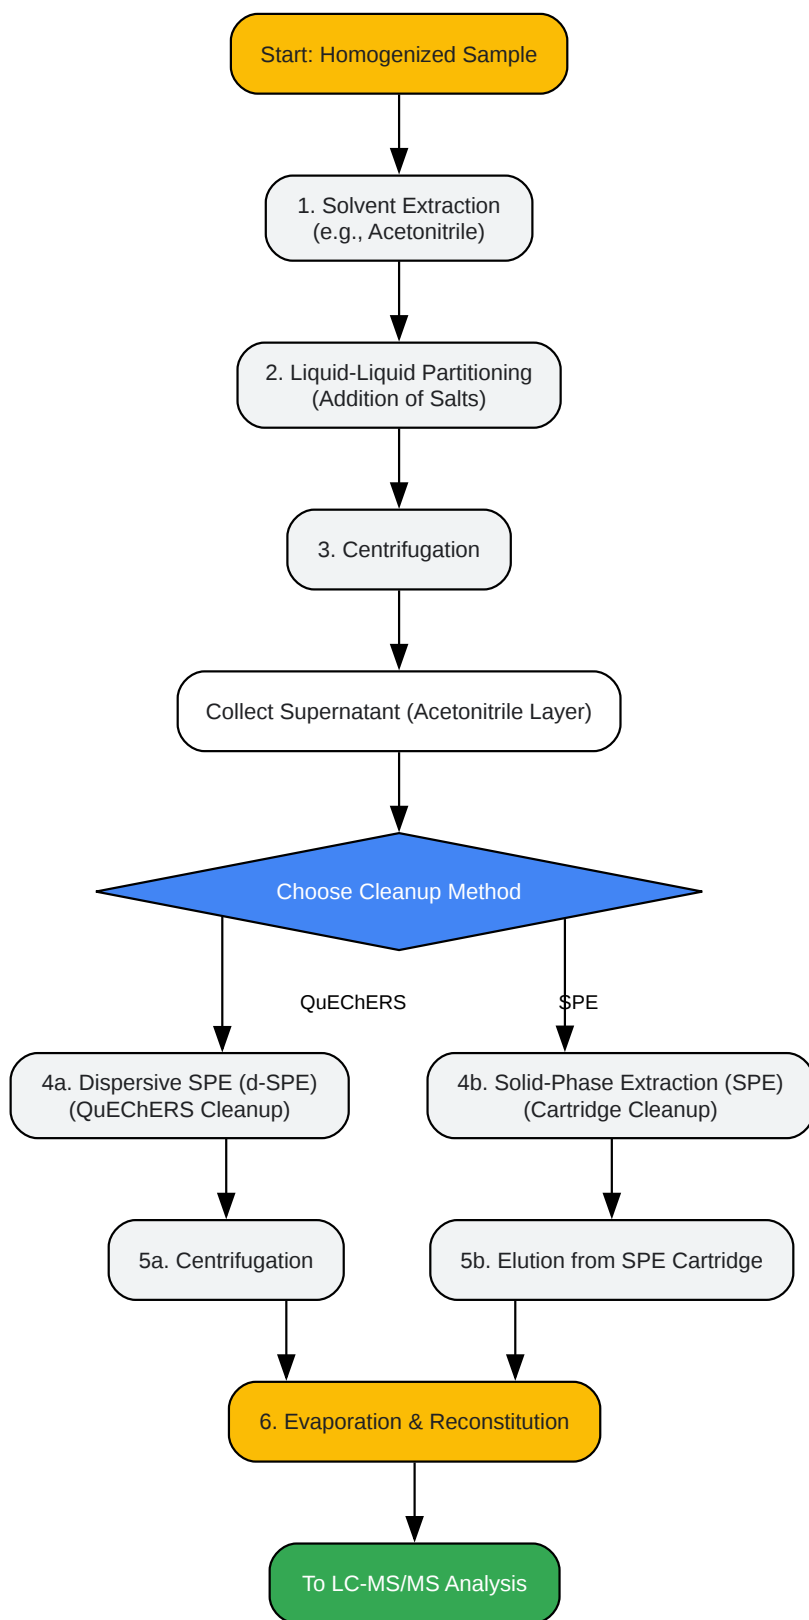 Start: Homogenized Sample
1. Solvent Extraction
(e.g., Acetonitrile)
2. Liquid-Liquid Partitioning
(Addition of Salts)
3. Centrifugation
Collect Supernatant (Acetonitrile Layer)
Choose Cleanup Method
QuEChERS
SPE
4a. Dispersive SPE (d-SPE)
(QuEChERS Cleanup)
4b. Solid-Phase Extraction (SPE)
(Cartridge Cleanup)
5a. Centrifugation
5b. Elution from SPE Cartridge
6. Evaporation & Reconstitution
To LC-MS/MS Analysis